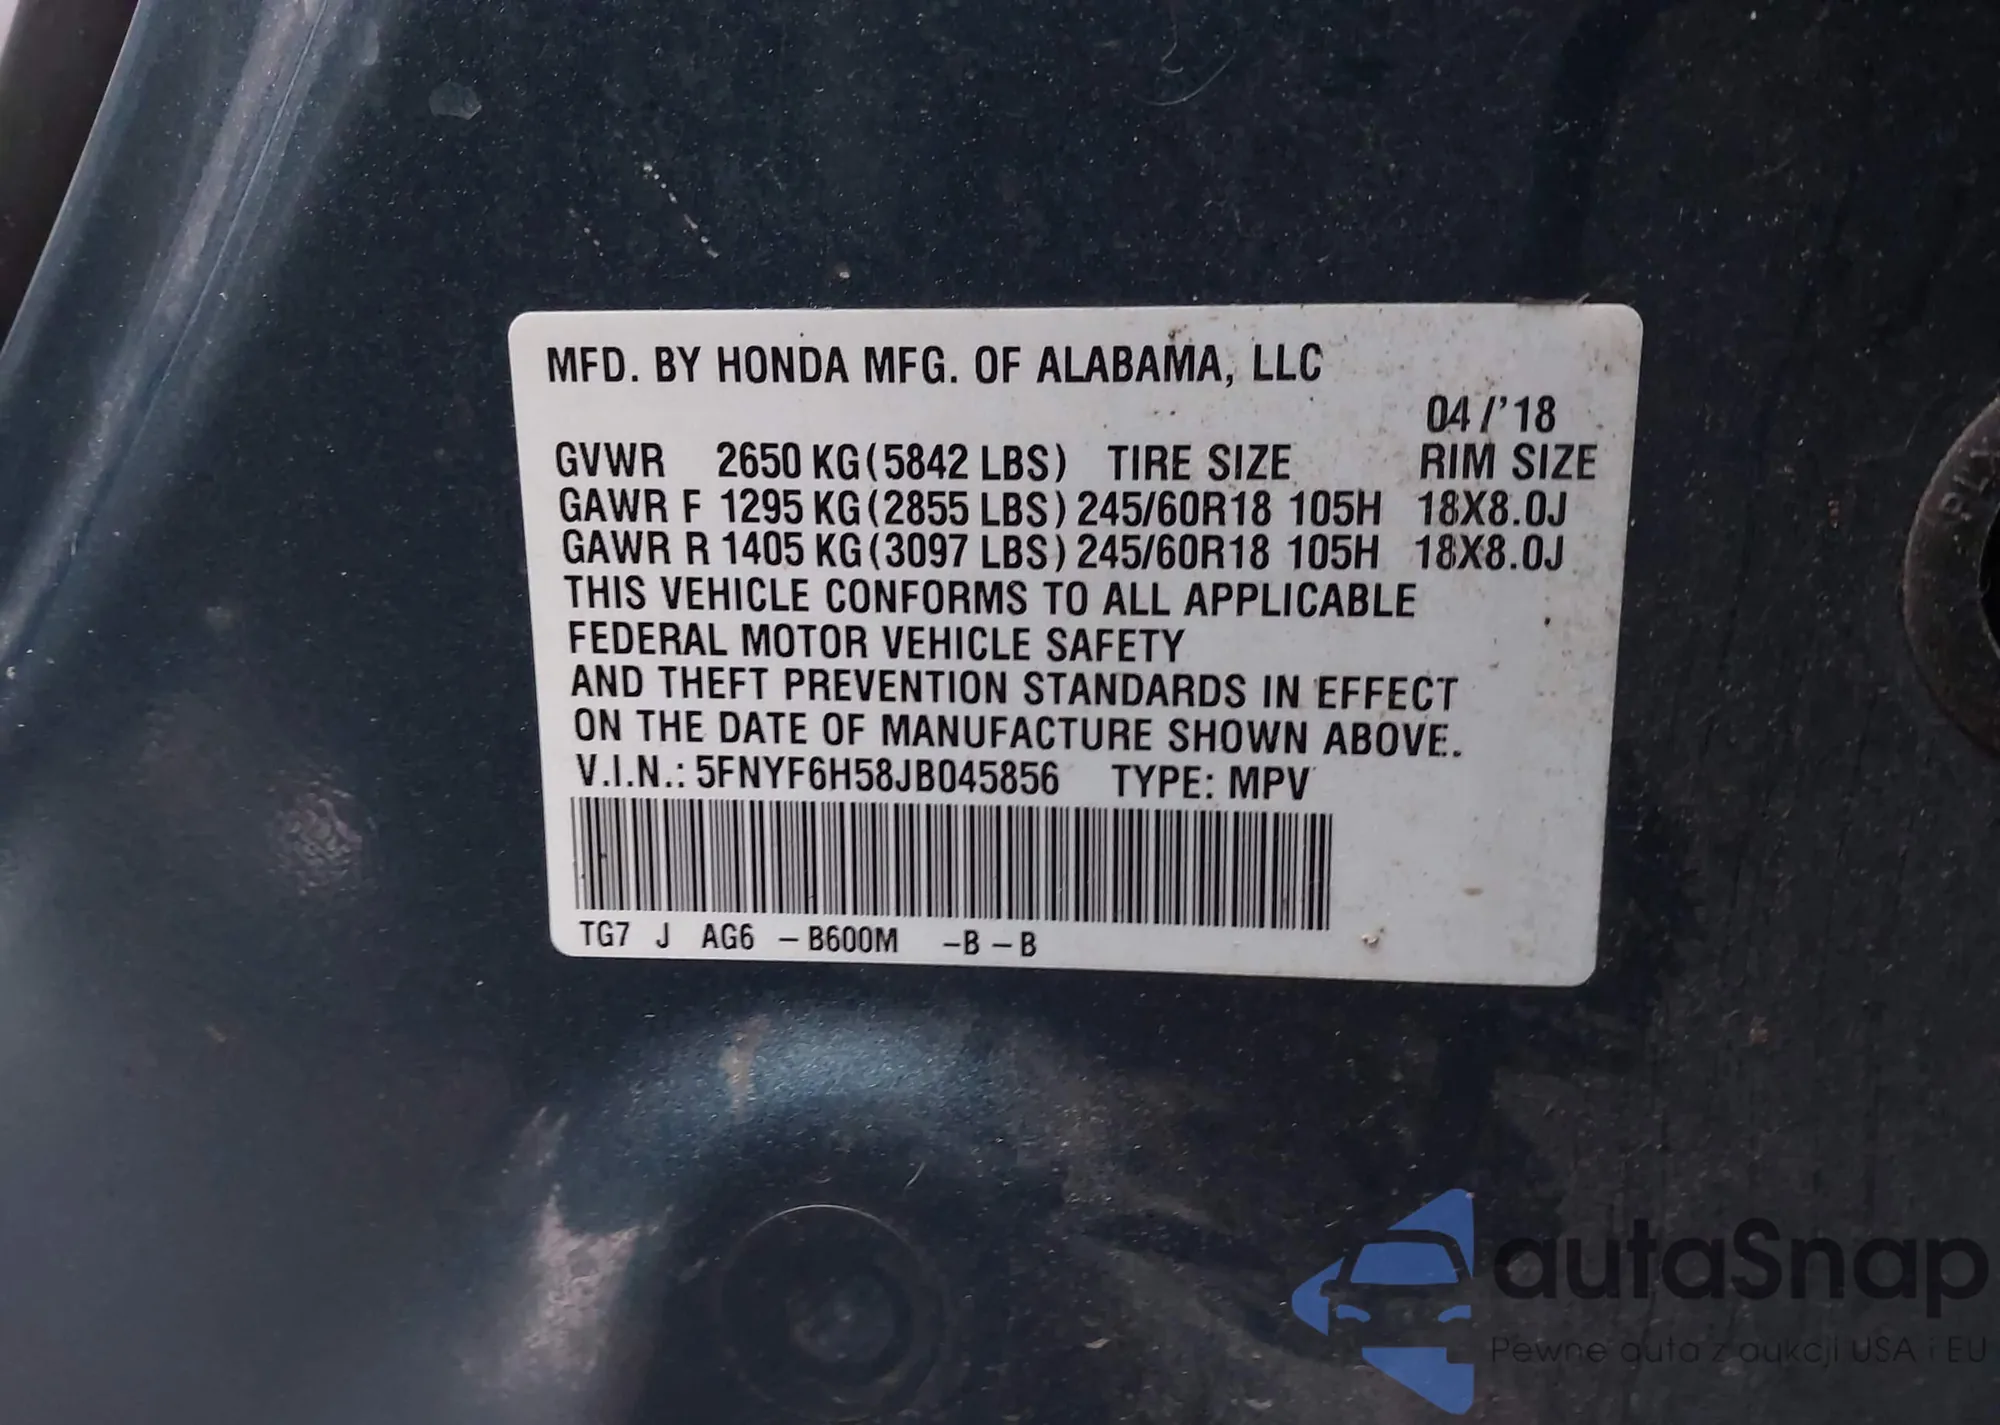 MFD. BY HONDA MFG. OF ALABAMA, LLC
04/'18
GVWR 2650 KG(5842 LBS) TIRE SIZE RIM SIZE
GAWR F 1295 KG(2855 LBS) 245/60R18 105H 18X8.0J
GAWR R 1405 KG(3097 LBS) 245/60R18 105H 18X8.0J
THIS VEHICLE CONFORMS TO ALL APPLICABLE
FEDERAL MOTOR VEHICLE SAFETY
AND THEFT PREVENTION STANDARDS IN EFFECT
ON THE DATE OF MANUFACTURE SHOWN ABOVE.
V.I.N.: 5FNYF6H58JB045856 TYPE: MPV
TG7 J AG6 -B600M -B-B
autaSnap
Pewne auta z aukcji USA i EU